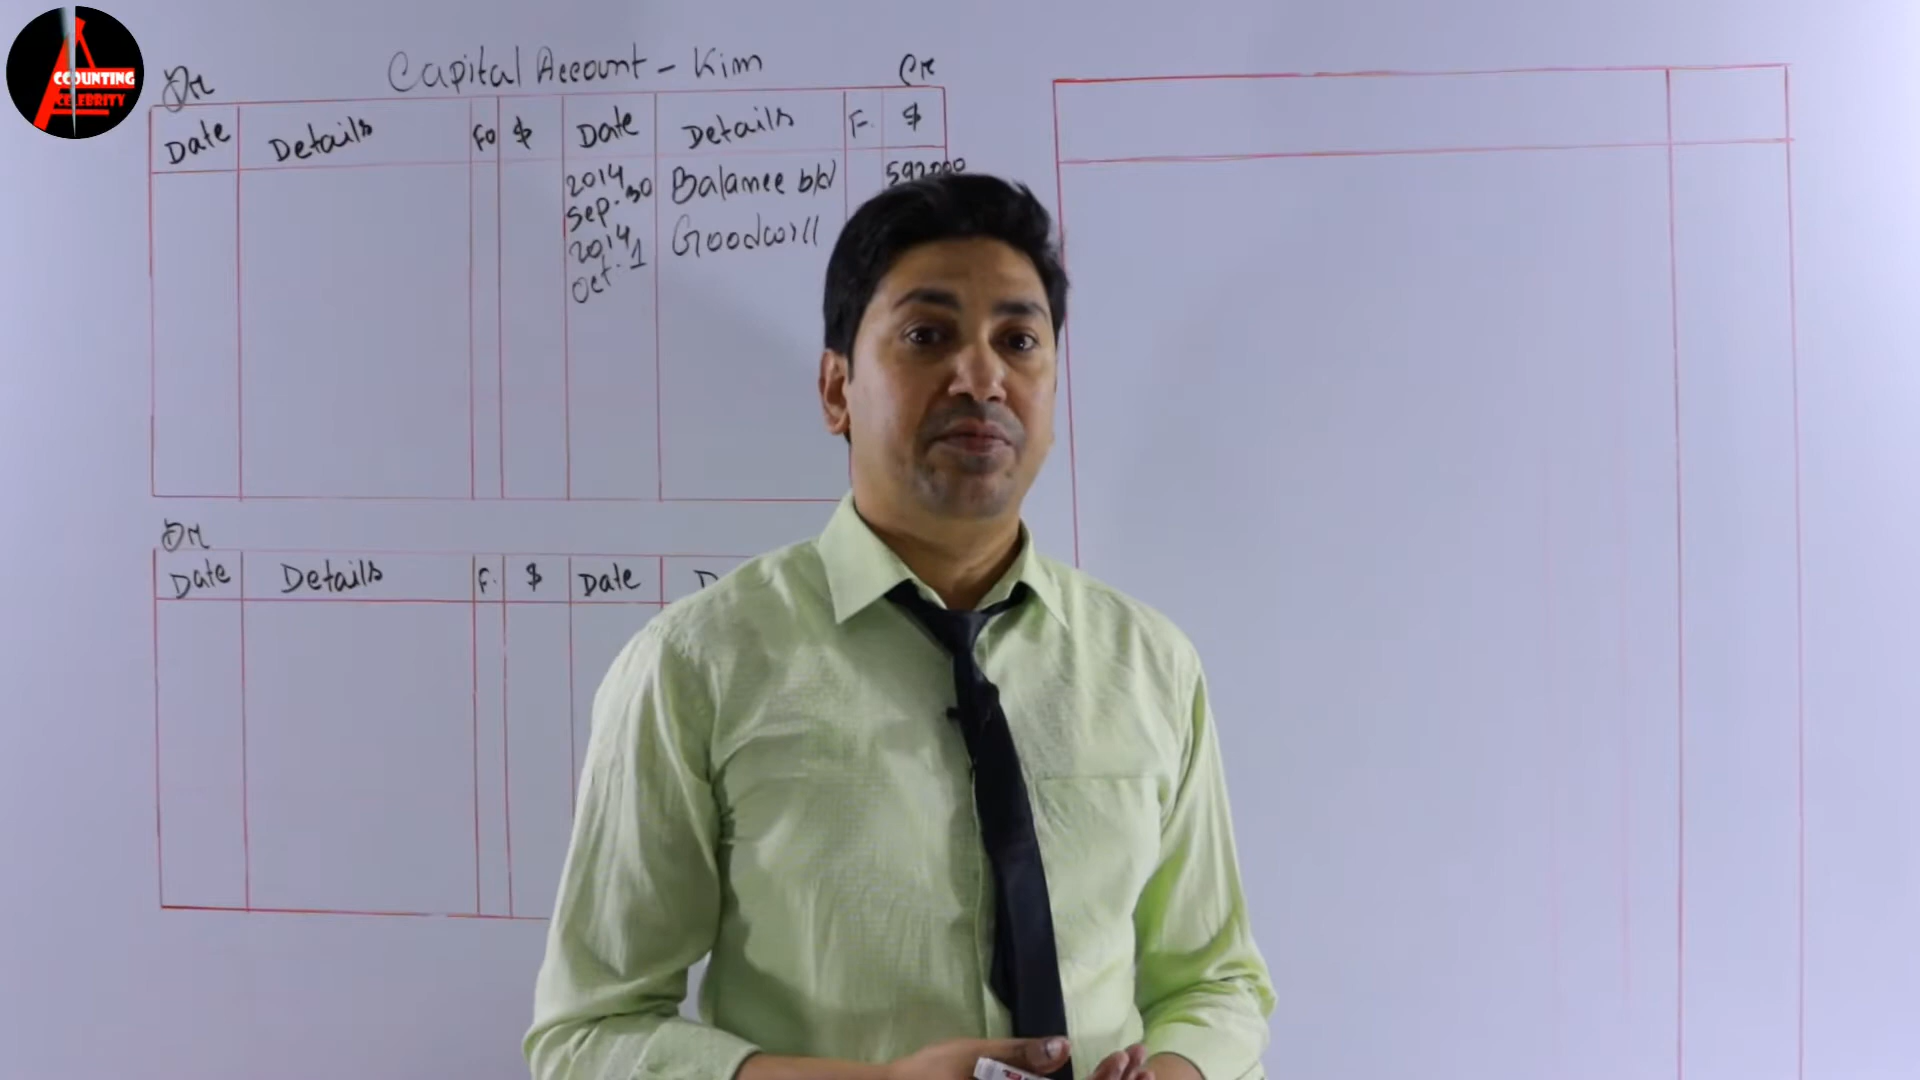 ACCOUNTING
CELEBRITY
Capital Account - Kim
Dr
Cr
Date Details Fo $ Date Details F. $
2014 Sep. 30 Balance b/d 592000
2014 Oct. 1 Goodwill
Dr
Date Details F. $ Date D